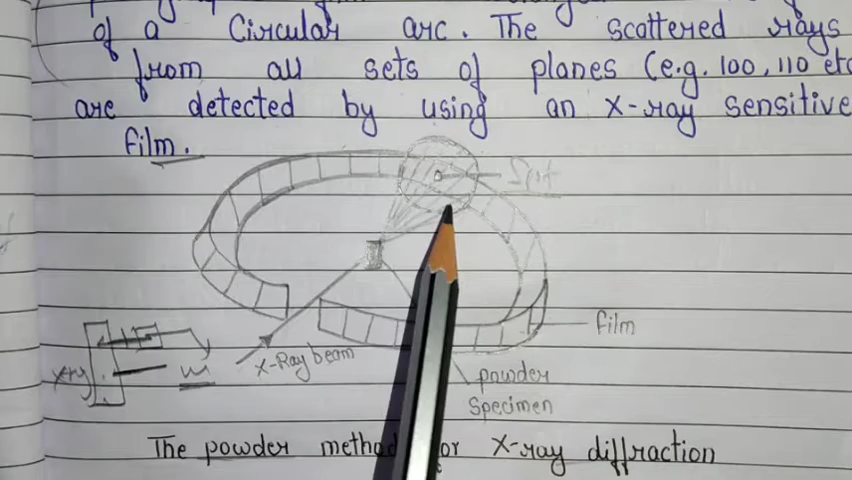 of a Circular arc. The scattered rays
from all sets of planes (e.g. 100, 110 etc
are detected by using an X-ray sensitive
film.
film
X-Ray beam
powder
Specimen
The powder method for X-ray diffraction